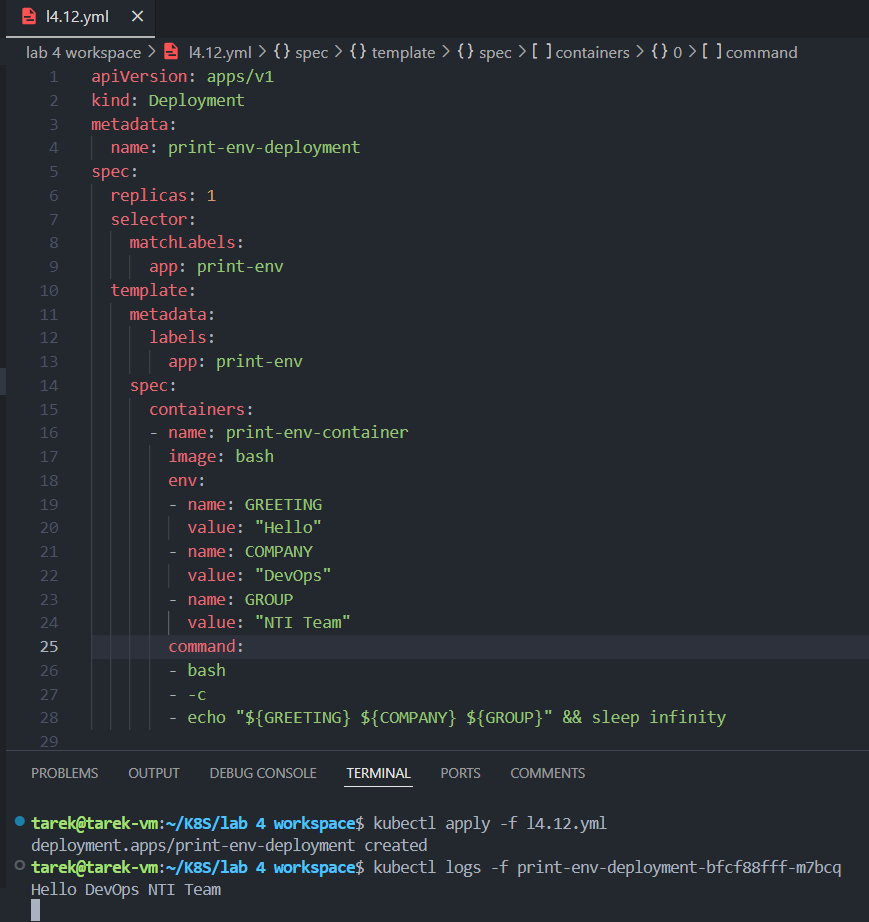 l4.12.yml ×
lab 4 workspace > l4.12.yml > {} spec > {} template > {} spec > [ ] containers > {} 0 > [ ] command
1 apiVersion: apps/v1
2 kind: Deployment
3 metadata:
4   name: print-env-deployment
5 spec:
6   replicas: 1
7   selector:
8     matchLabels:
9       app: print-env
10   template:
11     metadata:
12       labels:
13         app: print-env
14     spec:
15       containers:
16       - name: print-env-container
17         image: bash
18         env:
19         - name: GREETING
20           value: "Hello"
21         - name: COMPANY
22           value: "DevOps"
23         - name: GROUP
24           value: "NTI Team"
25         command:
26         - bash
27         - -c
28         - echo "${GREETING} ${COMPANY} ${GROUP}" && sleep infinity
29
PROBLEMS OUTPUT DEBUG CONSOLE TERMINAL PORTS COMMENTS
tarek@tarek-vm:~/K8S/lab 4 workspace$ kubectl apply -f l4.12.yml
deployment.apps/print-env-deployment created
tarek@tarek-vm:~/K8S/lab 4 workspace$ kubectl logs -f print-env-deployment-bfcf88fff-m7bcq
Hello DevOps NTI Team